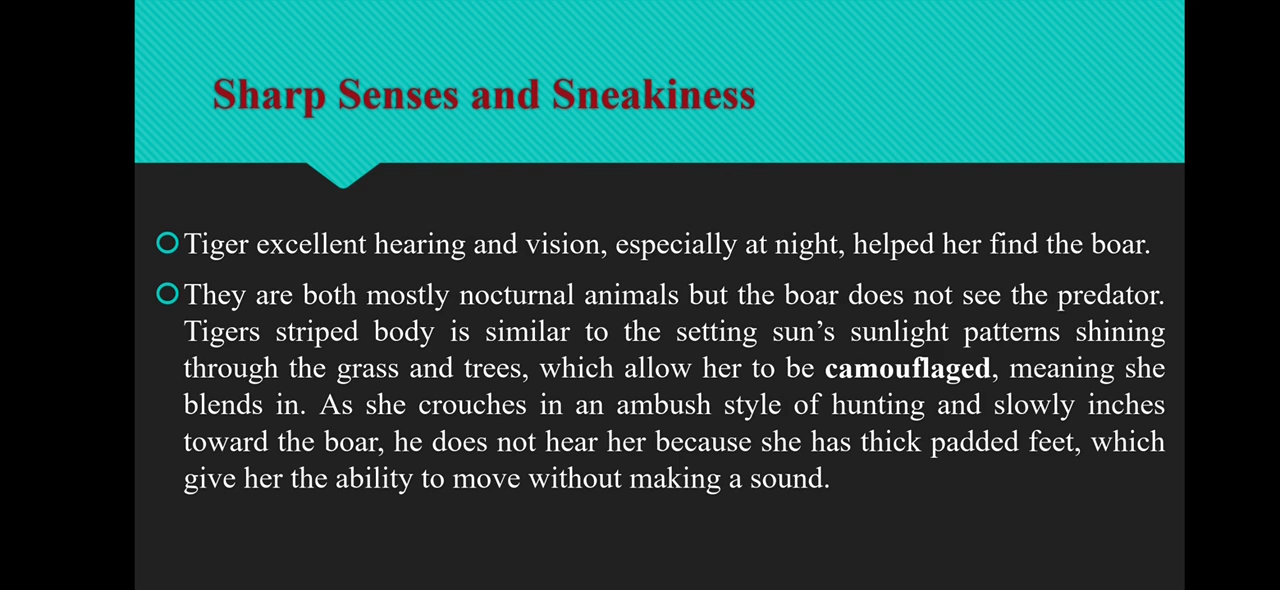 Sharp Senses and Sneakiness
Tiger excellent hearing and vision, especially at night, helped her find the boar.
They are both mostly nocturnal animals but the boar does not see the predator.
Tigers striped body is similar to the setting sun’s sunlight patterns shining
through the grass and trees, which allow her to be camouflaged, meaning she
blends in. As she crouches in an ambush style of hunting and slowly inches
toward the boar, he does not hear her because she has thick padded feet, which
give her the ability to move without making a sound.